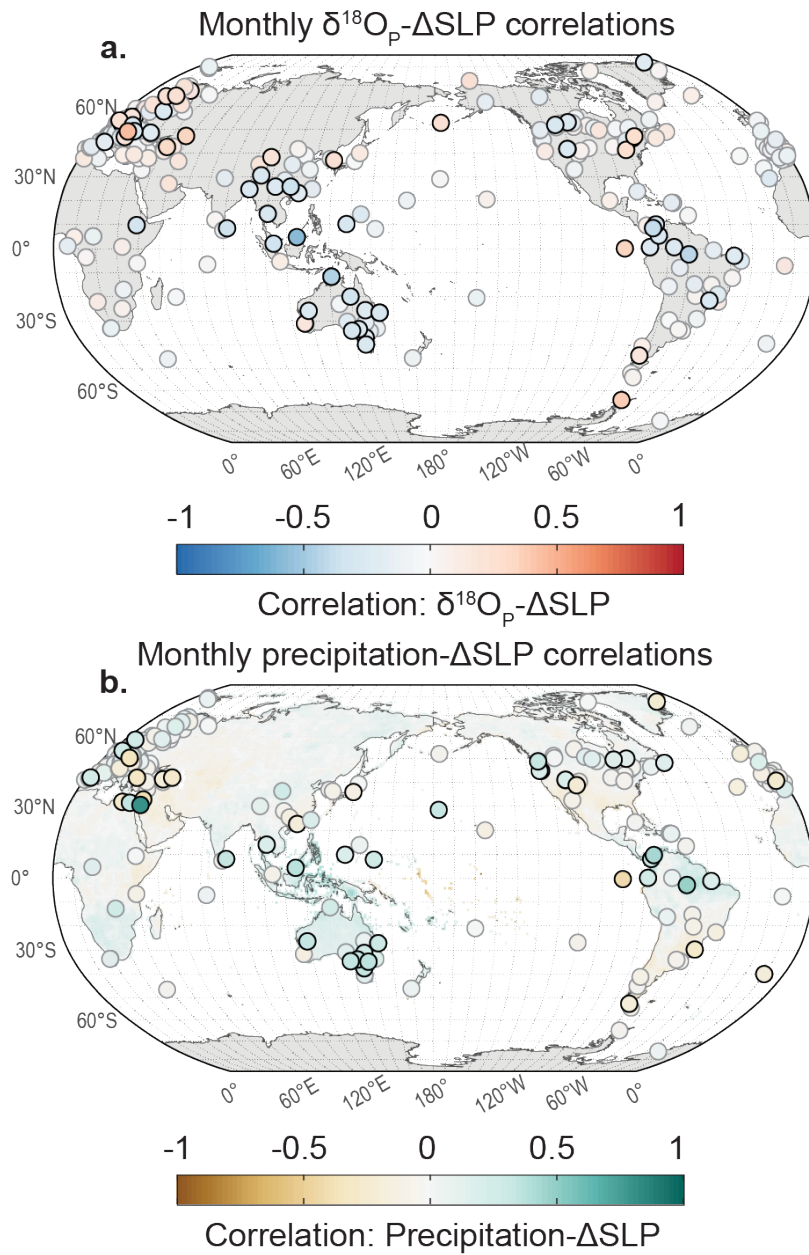 Monthly δ¹⁸Oₚ-ΔSLP correlations
a.
60°N
30°N
0°
30°S
60°S
0° 60°E 120°E 180° 120°W 60°W 0°
-1 -0.5 0 0.5 1
Correlation: δ¹⁸Oₚ-ΔSLP
Monthly precipitation-ΔSLP correlations
b.
60°N
30°N
0°
30°S
60°S
0° 60°E 120°E 180° 120°W 60°W 0°
-1 -0.5 0 0.5 1
Correlation: Precipitation-ΔSLP